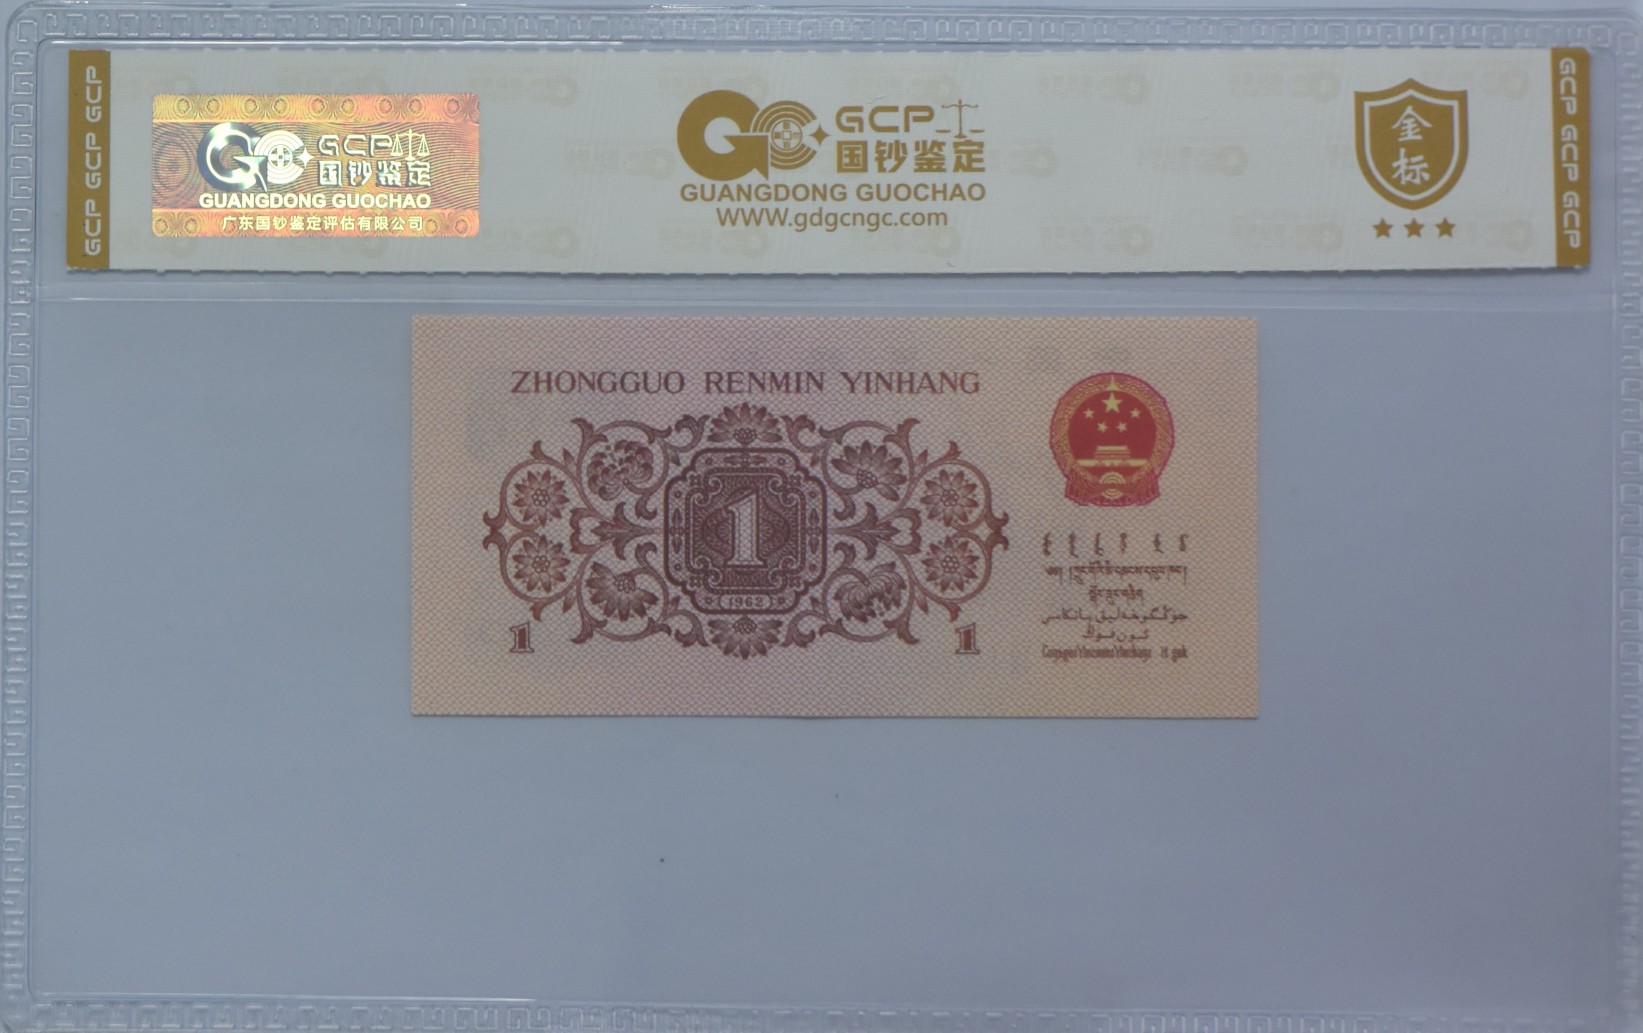 GCP GCP GCP
GCP
国钞鉴定
GUANGDONG GUOCHAO
广东国钞鉴定评估有限公司
GCP
国钞鉴定
GUANGDONG GUOCHAO
WWW.gdgcngc.com
金标
GCP GCP GCP
ZHONGGUO RENMIN YINHANG
1
(1962)
1
1